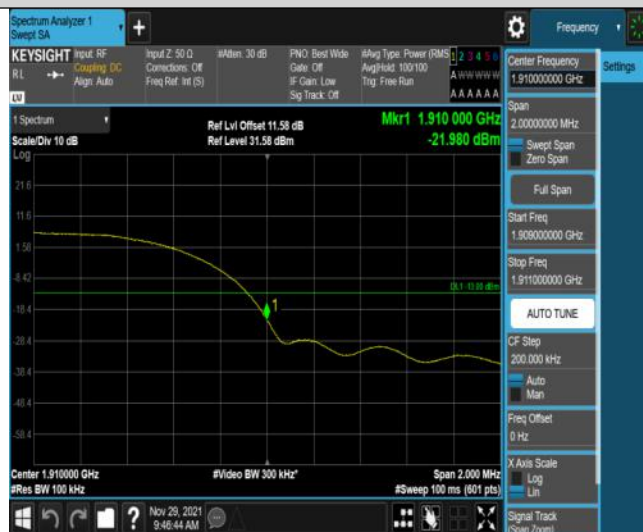 Spectrum Analyzer 1
Swept SA
Frequency
KEYSIGHT
RL
Input: RF
Coupling: DC
Align: Auto
Input Z: 50 Ω
Corrections: Off
Freq Ref: Int (S)
#Atten: 30 dB
PNO: Best Wide
Gate: Off
IF Gain: Low
Sig Track: Off
#Avg Type: Power (RMS
Avg|Hold: 100/100
Trig: Free Run
1 2 3 4 5 6
A W W W W W
A A A A A A
LV
1 Spectrum
Scale/Div 10 dB
Ref Lvl Offset 11.58 dB
Ref Level 31.58 dBm
Mkr1 1.910 000 GHz
-21.980 dBm
Log
21.6
11.6
1.58
-8.42
-18.4
-28.4
-38.4
-48.4
-58.4
DL1 -13.00 dBm
1
Center 1.910000 GHz
#Res BW 100 kHz
#Video BW 300 kHz*
Span 2.000 MHz
#Sweep 100 ms (601 pts)
Nov 29, 2021
9:46:44 AM
Center Frequency
1.910000000 GHz
Span
2.00000000 MHz
Swept Span
Zero Span
Full Span
Start Freq
1.909000000 GHz
Stop Freq
1.911000000 GHz
AUTO TUNE
CF Step
200.000 kHz
Auto
Man
Freq Offset
0 Hz
X Axis Scale
Log
Lin
Signal Track
(Span Zoom)
Settings